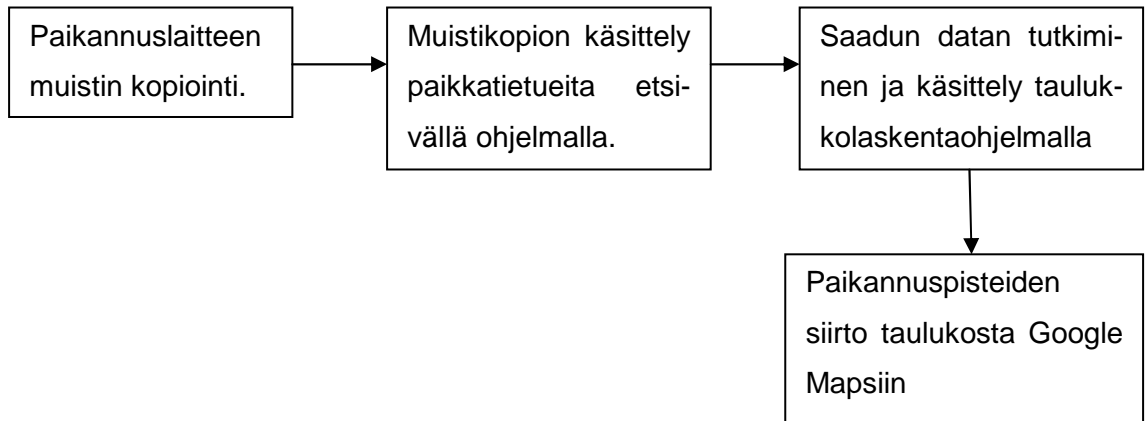 Paikannuslaitteen
muistin kopiointi.
Muistikopion käsittely
paikkatietueita etsi-
vällä ohjelmalla.
Saadun datan tutkimi-
nen ja käsittely tauluk-
kolaskentaohjelmalla
Paikannuspisteiden
siirto taulukosta Google
Mapsiin